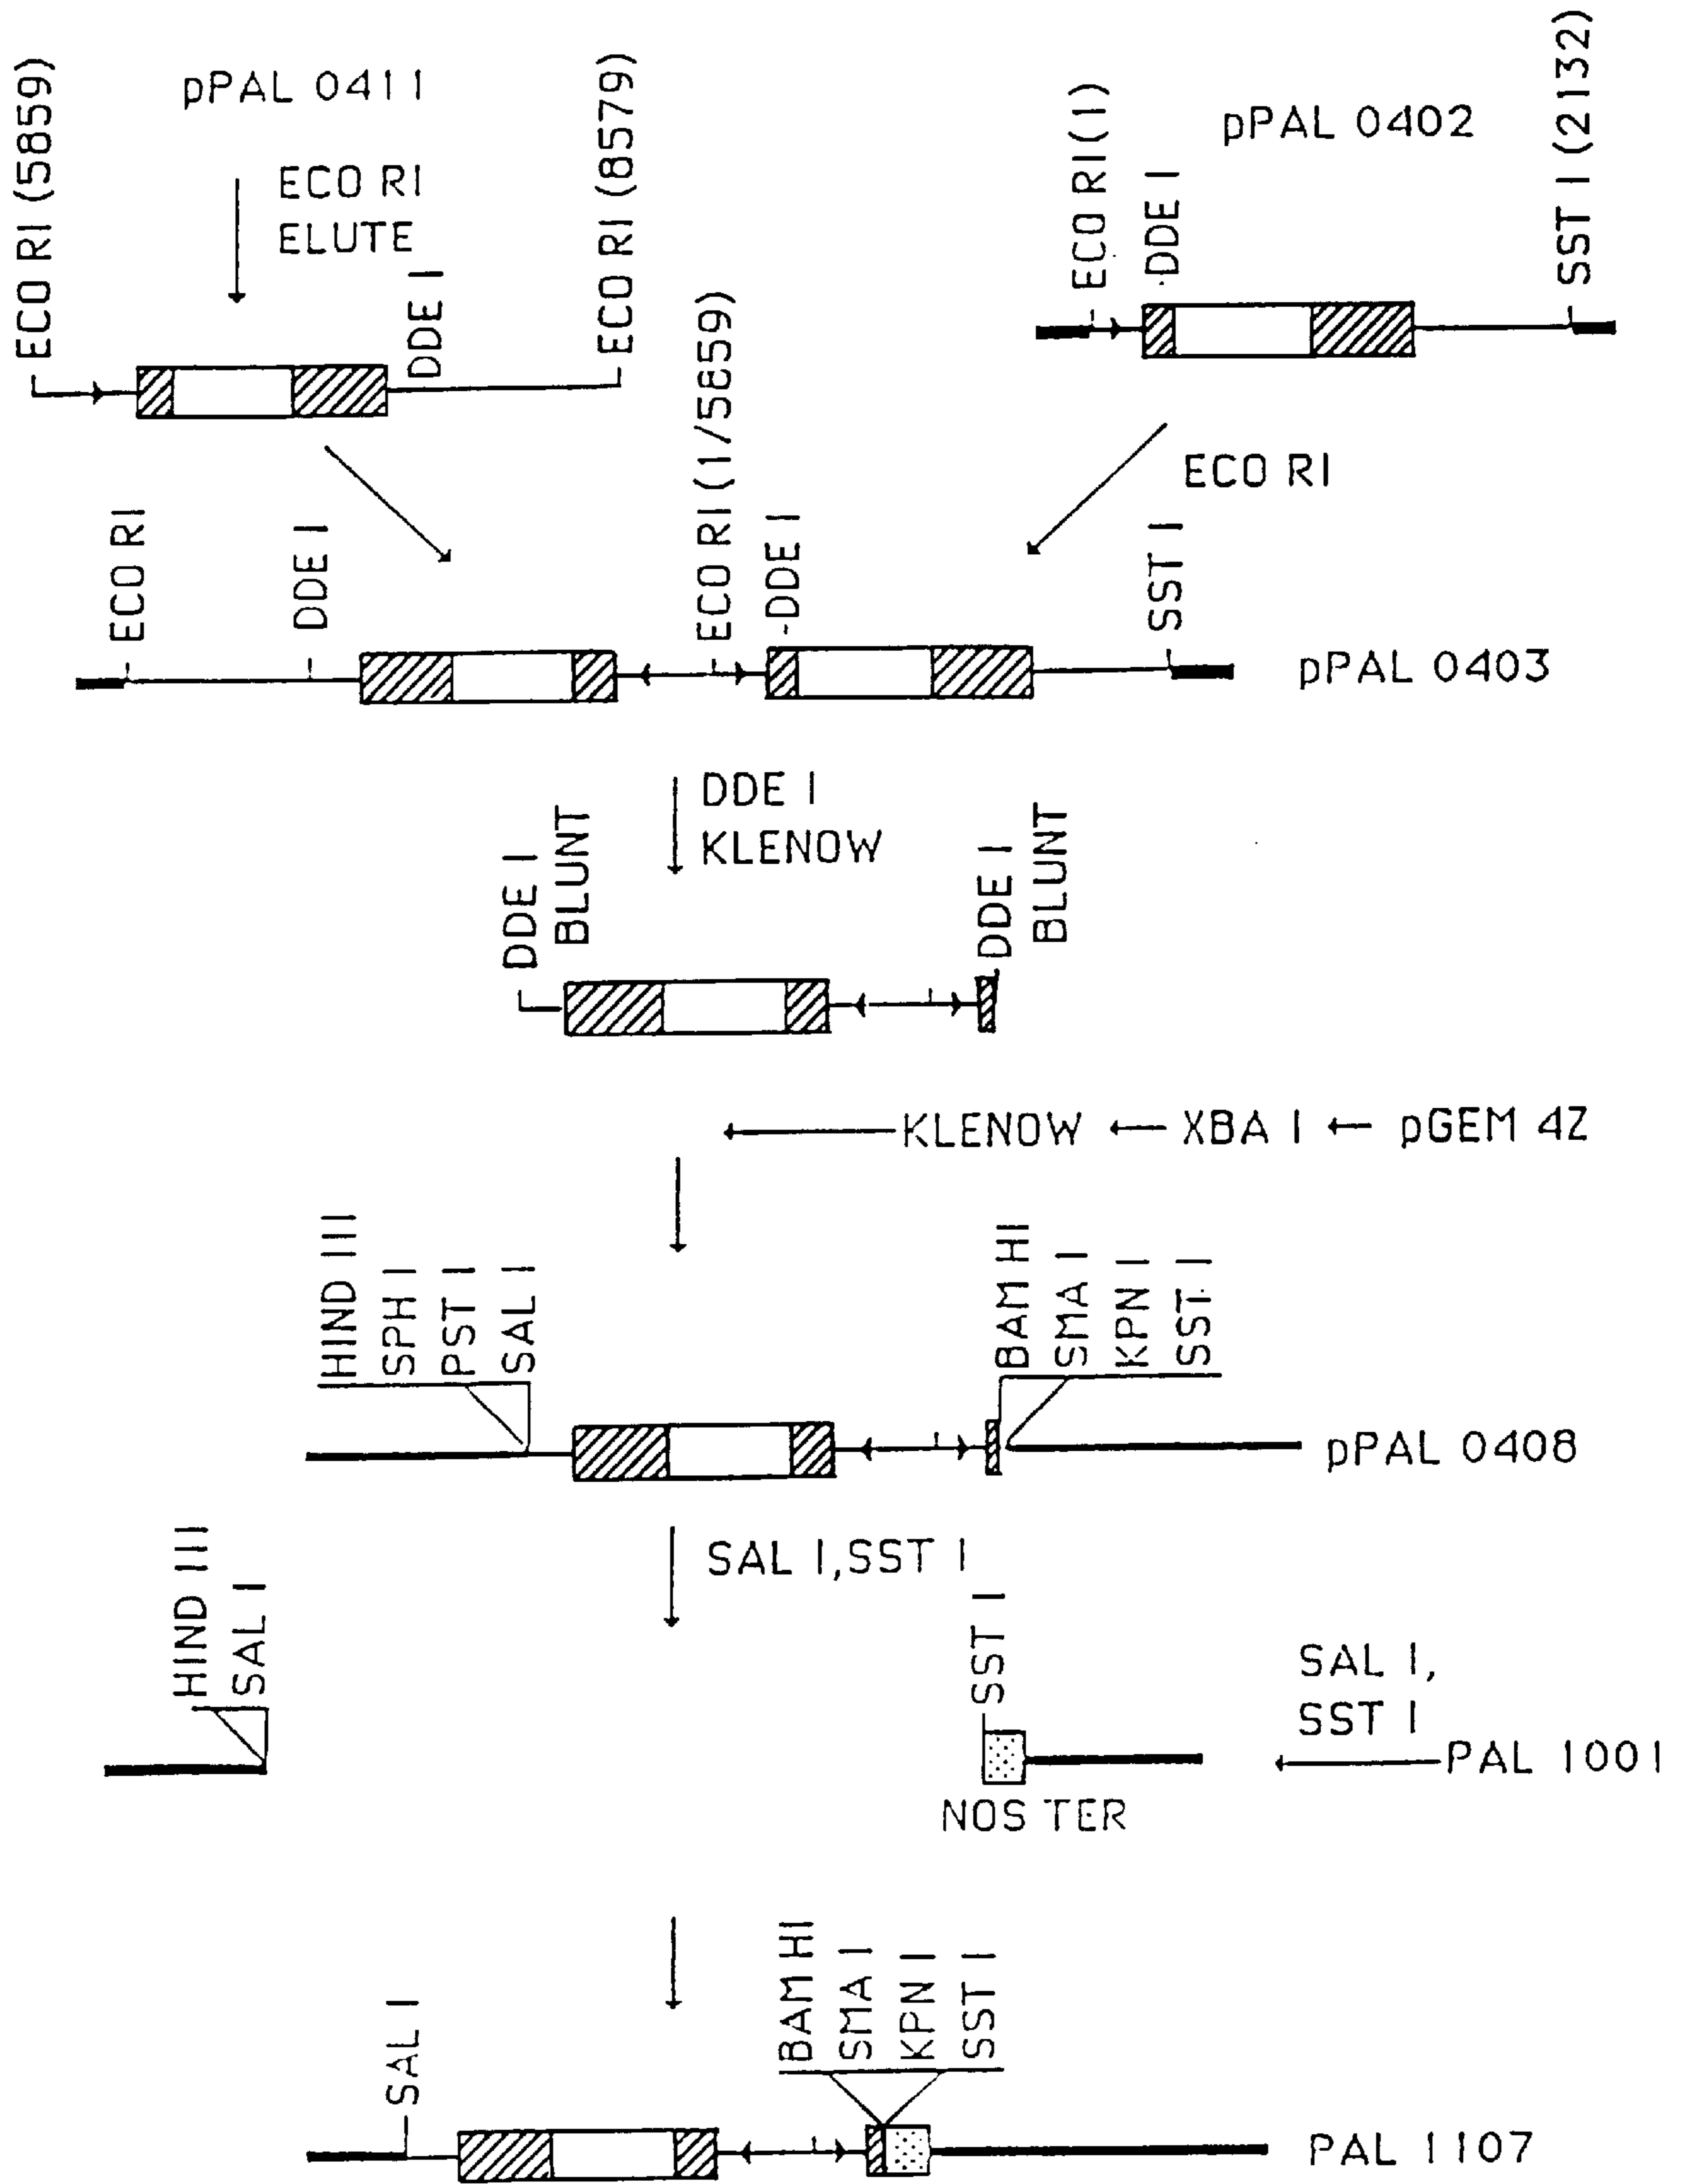 pPAL 0411
ECO RI (5859)
ECO RI
ELUTE
DDE I
ECO RI (8579)
pPAL 0402
ECO RI(1)
DDE I
SST I (2132)
ECO RI
ECO RI
DDE I
ECO RI (1/5859)
DDE I
SST I
pPAL 0403
DDE I
KLENOW
DDE I
BLUNT
DDE I
BLUNT
KLENOW
XBA I
pGEM 4Z
HIND III
SPH I
PST I
SAL I
BAM HI
SMA I
KPN I
SST I
pPAL 0408
SAL I,SST I
HIND III
SAL I
SST I
NOS TER
SAL I,
SST I
PAL 1001
SAL I
BAM HI
SMA I
KPN I
SST I
PAL 1107